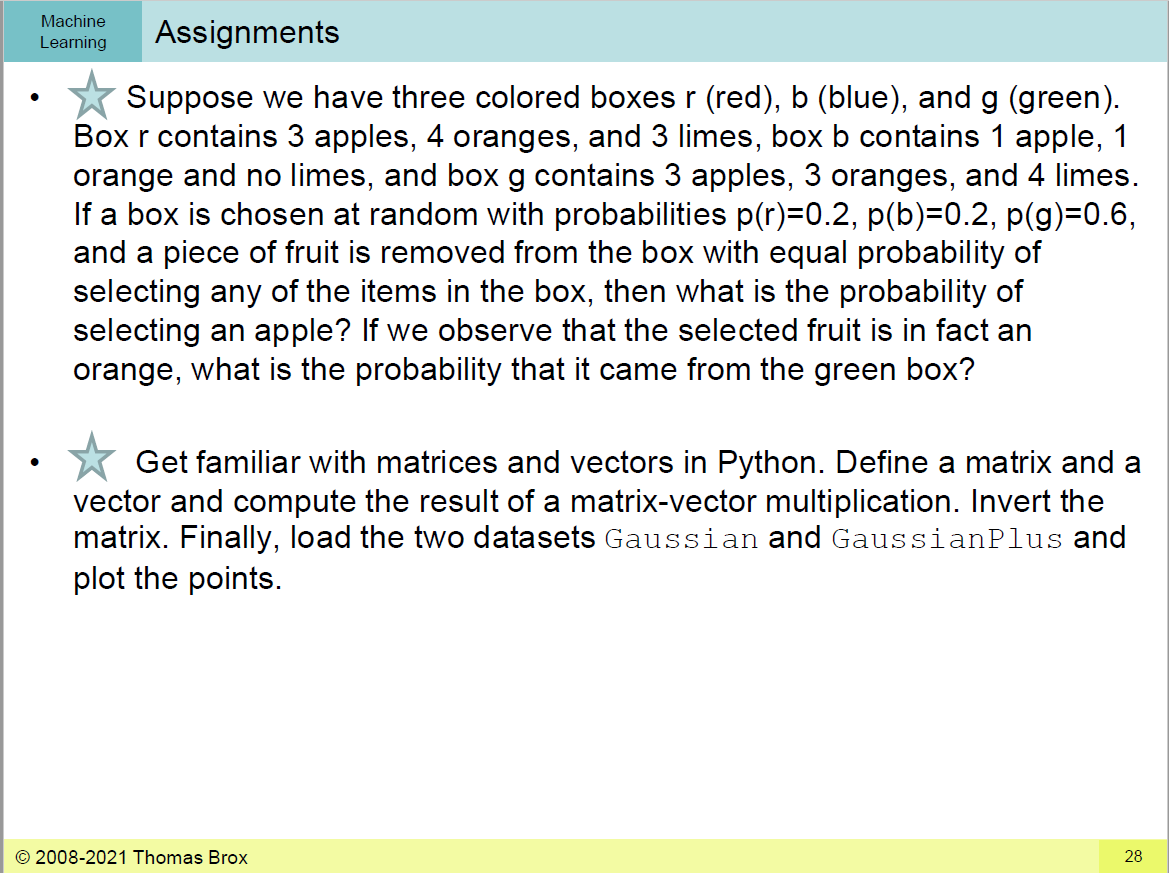 Machine
Learning
Assignments
• Suppose we have three colored boxes r (red), b (blue), and g (green).
Box r contains 3 apples, 4 oranges, and 3 limes, box b contains 1 apple, 1
orange and no limes, and box g contains 3 apples, 3 oranges, and 4 limes.
If a box is chosen at random with probabilities p(r)=0.2, p(b)=0.2, p(g)=0.6,
and a piece of fruit is removed from the box with equal probability of
selecting any of the items in the box, then what is the probability of
selecting an apple? If we observe that the selected fruit is in fact an
orange, what is the probability that it came from the green box?
• Get familiar with matrices and vectors in Python. Define a matrix and a
vector and compute the result of a matrix-vector multiplication. Invert the
matrix. Finally, load the two datasets Gaussian and GaussianPlus and
plot the points.
© 2008-2021 Thomas Brox
28